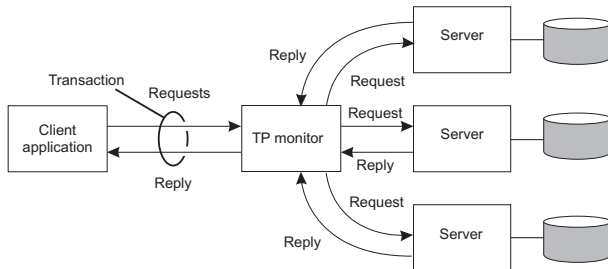 Server
Reply
Transaction
Requests
Request
Request
Client
application
TP monitor
Server
Reply
Reply
Request
Reply
Server